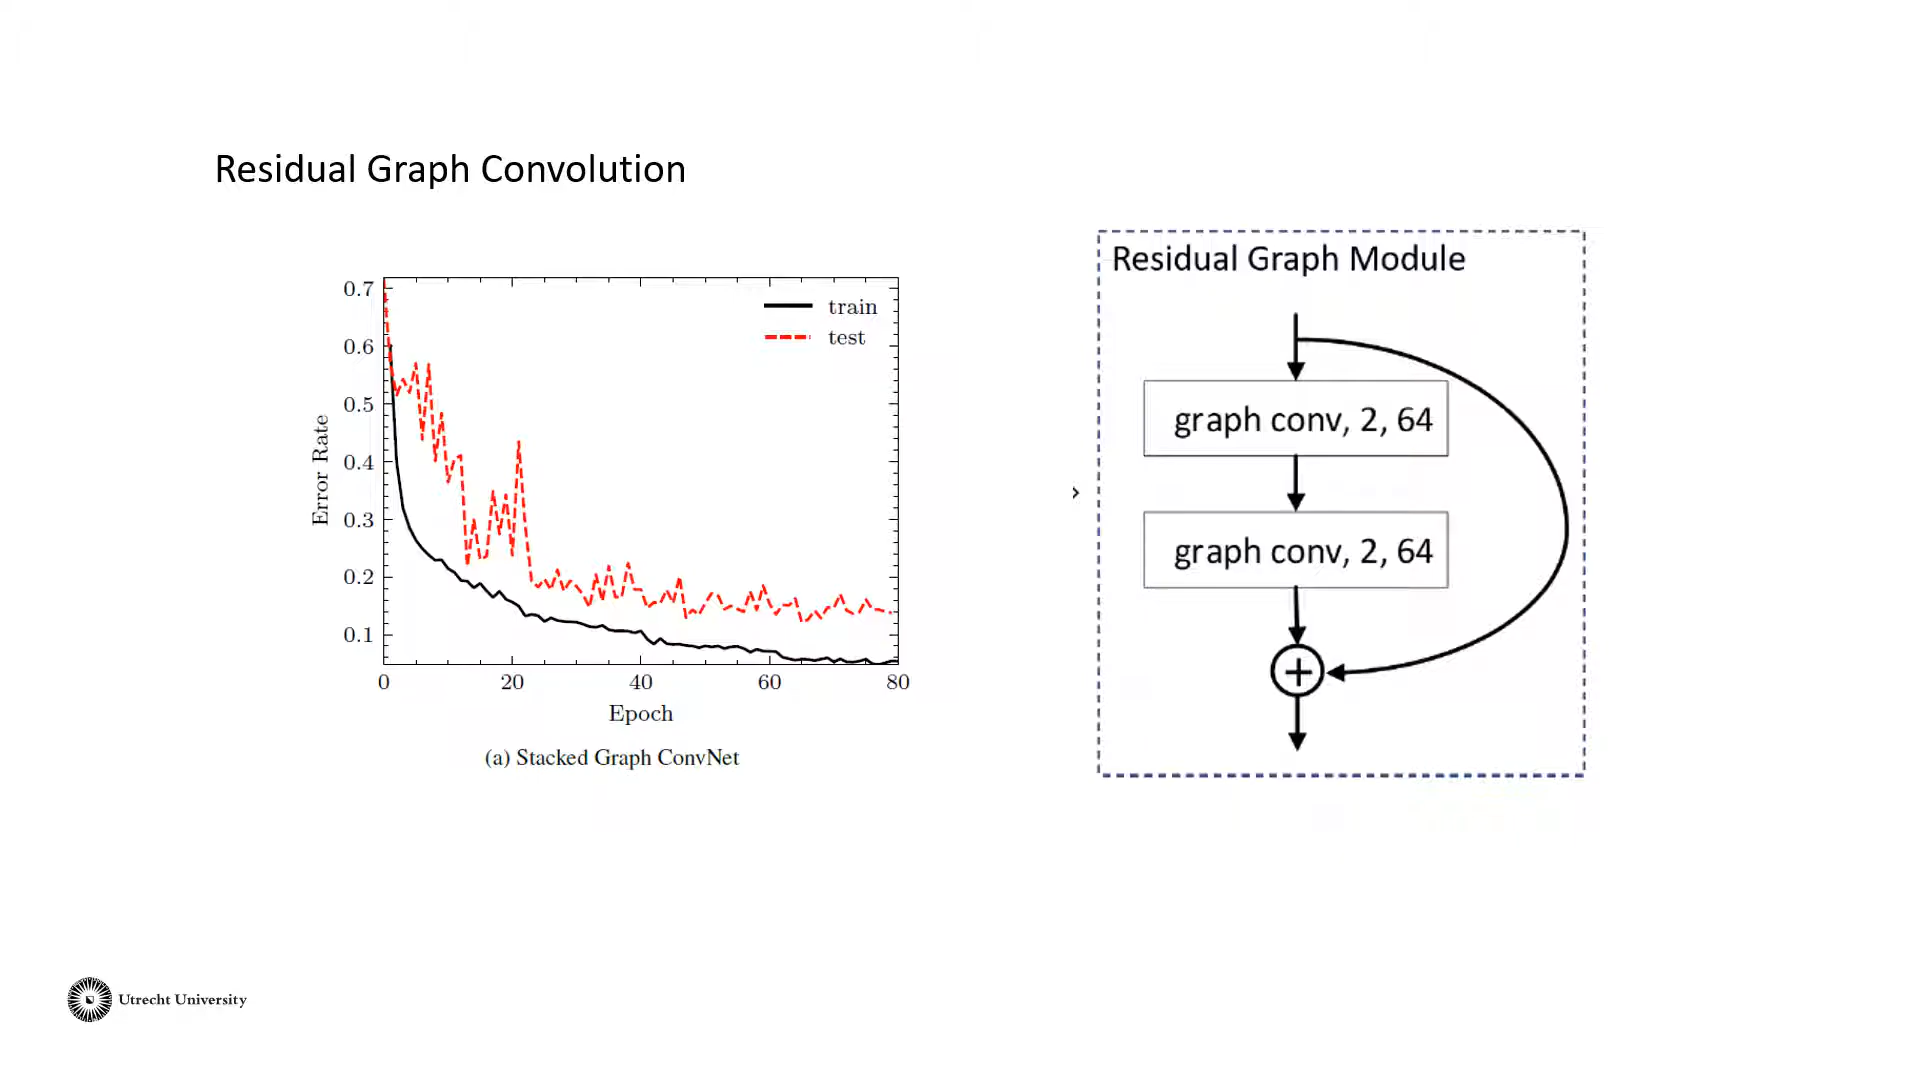 Residual Graph Convolution
0.7
0.6
0.5
0.4
0.3
0.2
0.1
Error Rate
train
test
0 20 40 60 80
Epoch
(a) Stacked Graph ConvNet
Residual Graph Module
graph conv, 2, 64
graph conv, 2, 64
Utrecht University